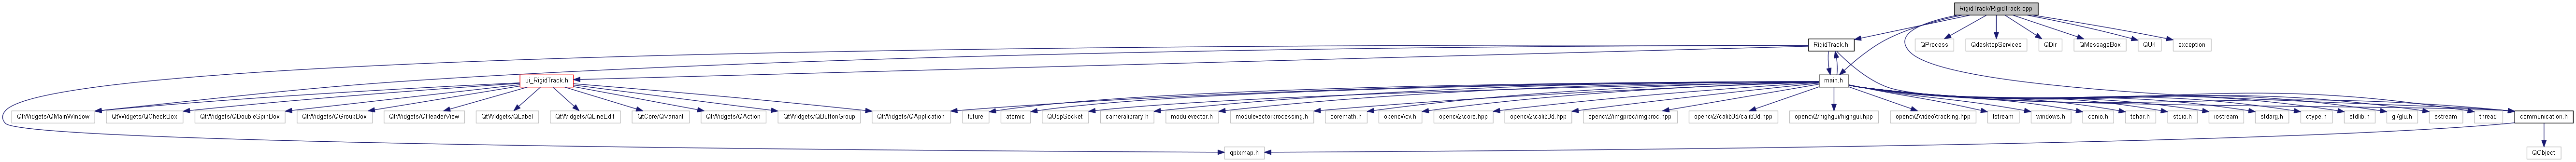 RigidTrack/RigidTrack.cpp
RigidTrack.h
QProcess
QdesktopServices
QDir
QMessageBox
QUrl
exception
ui_RigidTrack.h
main.h
QtWidgets/QMainWindow
QtWidgets/QCheckBox
QtWidgets/QDoubleSpinBox
QtWidgets/QGroupBox
QtWidgets/QHeaderView
QtWidgets/QLabel
QtWidgets/QLineEdit
QtCore/QVariant
QtWidgets/QAction
QtWidgets/QButtonGroup
QtWidgets/QApplication
future
atomic
QUdpSocket
cameralibrary.h
modulevector.h
modulevectorprocessing.h
coremath.h
opencv\cv.h
opencv2\core.hpp
opencv2\calib3d.hpp
opencv2/imgproc/imgproc.hpp
opencv2/calib3d/calib3d.hpp
opencv2/highgui/highgui.hpp
opencv2/video/tracking.hpp
fstream
windows.h
conio.h
tchar.h
stdio.h
iostream
stdarg.h
ctype.h
stdlib.h
gl/glu.h
sstream
thread
communication.h
qpixmap.h
QObject